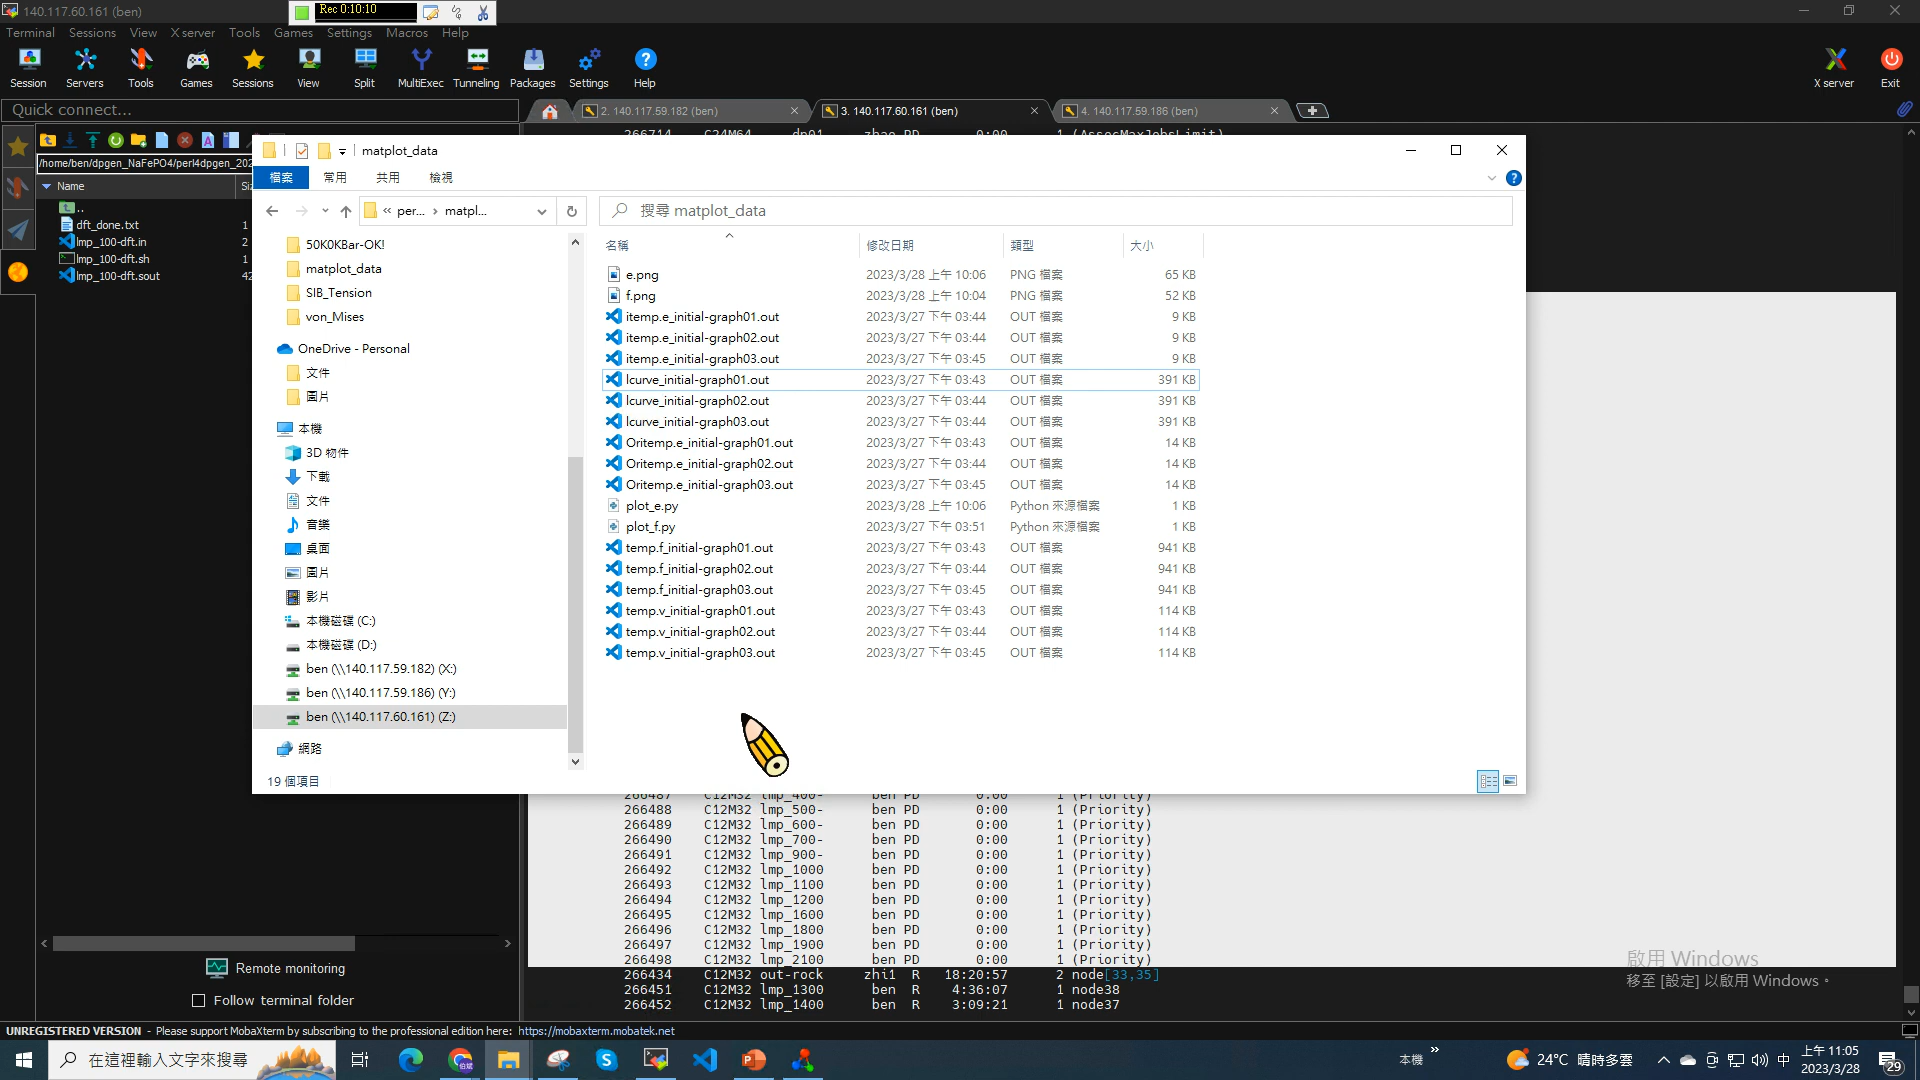 140.117.60.161 (ben)
Rec 0:10:10
Terminal Sessions View X server Tools Games Settings Macros Help
Session Servers Tools Games Sessions View Split MultiExec Tunneling Packages Settings Help X server Exit
Quick connect...
2. 140.117.59.182 (ben)
3. 140.117.60.161 (ben)
4. 140.117.59.186 (ben)
266714 C24M64 dp01 zhao PD 0:00 1 (AssocMaxJobsLimit)
/home/ben/dpgen_NaFePO4/perl4dpgen_202
Name
Siz
..
dft_done.txt 1
lmp_100-dft.in 2
lmp_100-dft.sh 1
lmp_100-dft.sout 42
matplot_data
檔案 常用 共用 檢視
« per... › matpl...
搜尋 matplot_data
50K0KBar-OK!
matplot_data
SIB_Tension
von_Mises
OneDrive - Personal
文件
圖片
本機
3D 物件
下載
文件
音樂
桌面
圖片
影片
本機磁碟 (C:)
本機磁碟 (D:)
ben (\\140.117.59.182) (X:)
ben (\\140.117.59.186) (Y:)
ben (\\140.117.60.161) (Z:)
網路
名稱 修改日期 類型 大小
e.png 2023/3/28 上午 10:06 PNG 檔案 65 KB
f.png 2023/3/28 上午 10:04 PNG 檔案 52 KB
itemp.e_initial-graph01.out 2023/3/27 下午 03:44 OUT 檔案 9 KB
itemp.e_initial-graph02.out 2023/3/27 下午 03:44 OUT 檔案 9 KB
itemp.e_initial-graph03.out 2023/3/27 下午 03:45 OUT 檔案 9 KB
lcurve_initial-graph01.out 2023/3/27 下午 03:43 OUT 檔案 391 KB
lcurve_initial-graph02.out 2023/3/27 下午 03:44 OUT 檔案 391 KB
lcurve_initial-graph03.out 2023/3/27 下午 03:44 OUT 檔案 391 KB
Oritemp.e_initial-graph01.out 2023/3/27 下午 03:43 OUT 檔案 14 KB
Oritemp.e_initial-graph02.out 2023/3/27 下午 03:44 OUT 檔案 14 KB
Oritemp.e_initial-graph03.out 2023/3/27 下午 03:45 OUT 檔案 14 KB
plot_e.py 2023/3/28 上午 10:06 Python 來源檔案 1 KB
plot_f.py 2023/3/27 下午 03:51 Python 來源檔案 1 KB
temp.f_initial-graph01.out 2023/3/27 下午 03:43 OUT 檔案 941 KB
temp.f_initial-graph02.out 2023/3/27 下午 03:44 OUT 檔案 941 KB
temp.f_initial-graph03.out 2023/3/27 下午 03:45 OUT 檔案 941 KB
temp.v_initial-graph01.out 2023/3/27 下午 03:43 OUT 檔案 114 KB
temp.v_initial-graph02.out 2023/3/27 下午 03:44 OUT 檔案 114 KB
temp.v_initial-graph03.out 2023/3/27 下午 03:45 OUT 檔案 114 KB
19 個項目
266487 C12M32 lmp_400- ben PD 0:00 1 (Priority)
266488 C12M32 lmp_500- ben PD 0:00 1 (Priority)
266489 C12M32 lmp_600- ben PD 0:00 1 (Priority)
266490 C12M32 lmp_700- ben PD 0:00 1 (Priority)
266491 C12M32 lmp_900- ben PD 0:00 1 (Priority)
266492 C12M32 lmp_1000 ben PD 0:00 1 (Priority)
266493 C12M32 lmp_1100 ben PD 0:00 1 (Priority)
266494 C12M32 lmp_1200 ben PD 0:00 1 (Priority)
266495 C12M32 lmp_1600 ben PD 0:00 1 (Priority)
266496 C12M32 lmp_1800 ben PD 0:00 1 (Priority)
266497 C12M32 lmp_1900 ben PD 0:00 1 (Priority)
266498 C12M32 lmp_2100 ben PD 0:00 1 (Priority)
266434 C12M32 out-rock zhi1 R 18:20:57 2 node[33,35]
266451 C12M32 lmp_1300 ben R 4:36:07 1 node38
266452 C12M32 lmp_1400 ben R 3:09:21 1 node37
啟用 Windows
移至 [設定] 以啟用 Windows。
Remote monitoring
Follow terminal folder
UNREGISTERED VERSION - Please support MobaXterm by subscribing to the professional edition here: https://mobaxterm.mobatek.net
在這裡輸入文字來搜尋
本機 »
24°C 晴時多雲
中
上午 11:05
2023/3/28
29